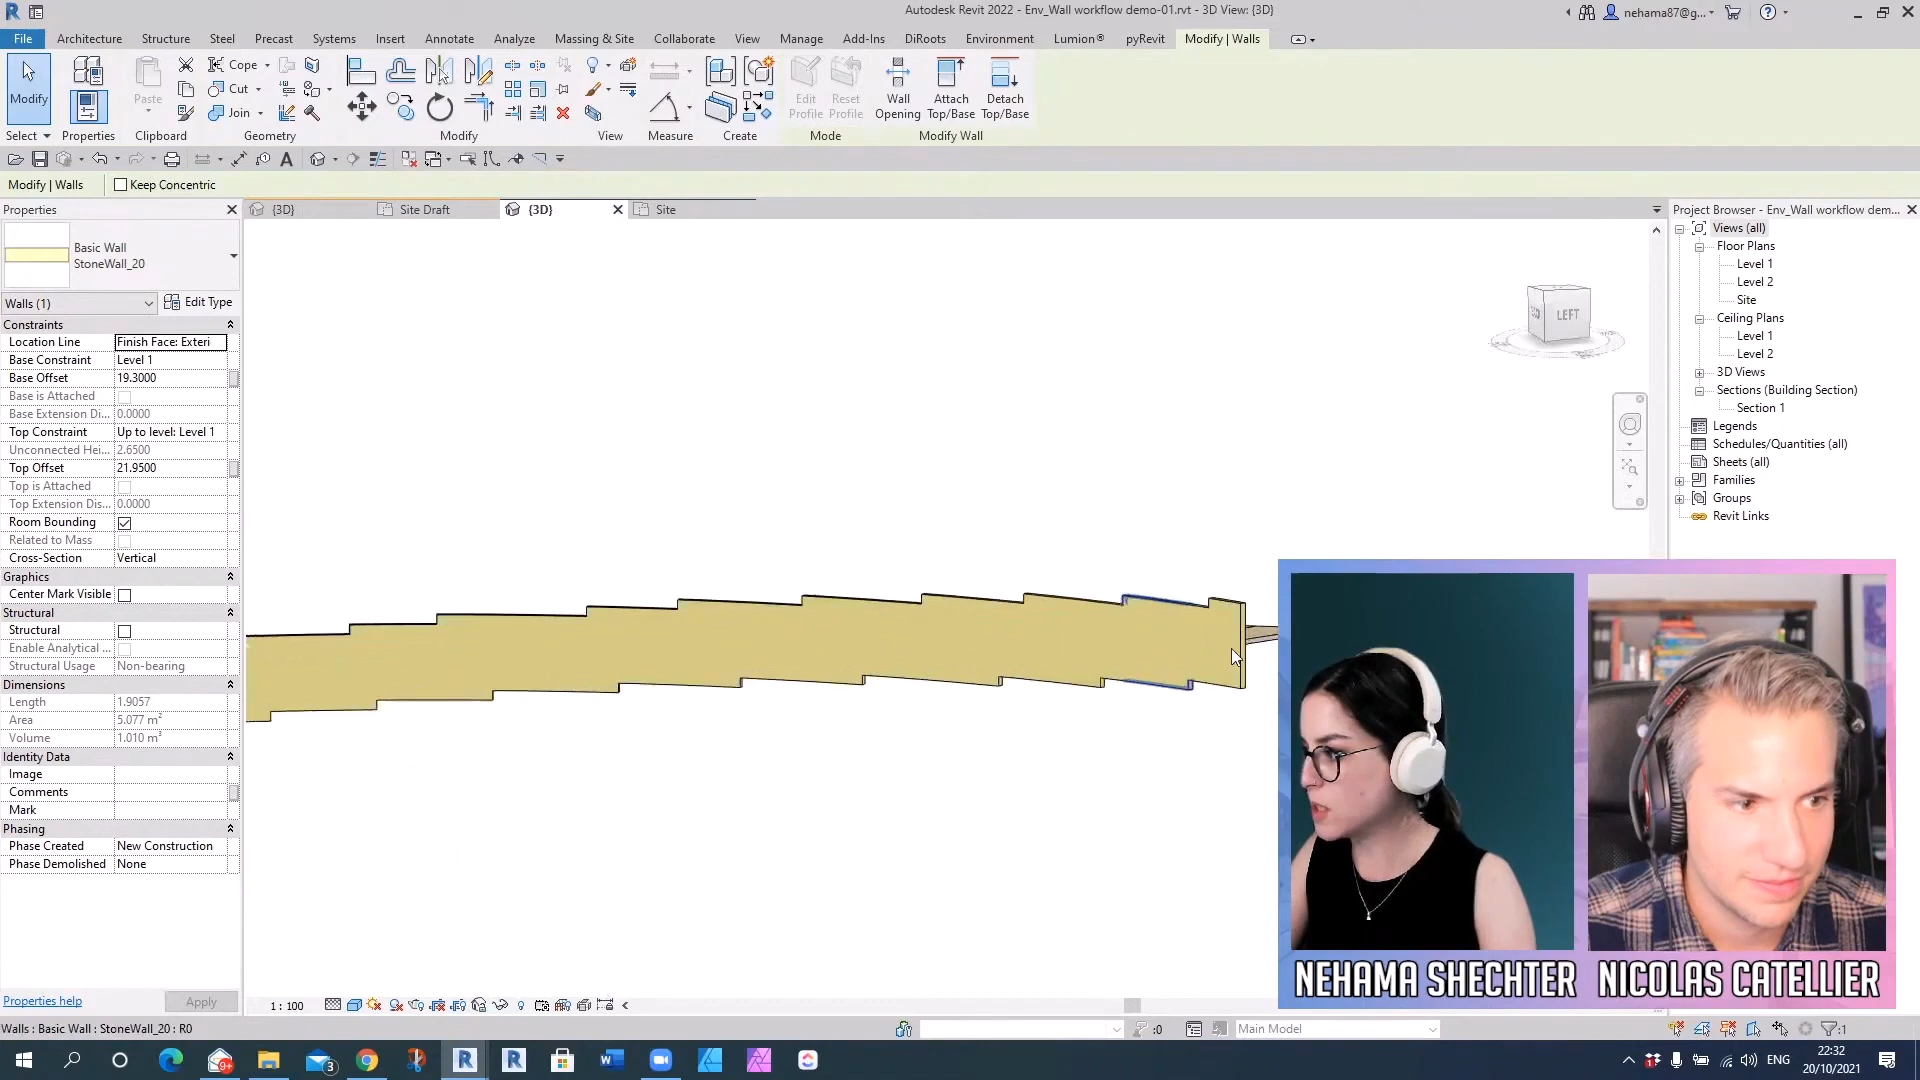 Autodesk Revit 2022 - Env_Wall workflow demo-01.rvt - 3D View: {3D}
nehama87@g...
File Architecture Structure Steel Precast Systems Insert Annotate Analyze Massing & Site Collaborate View Manage Add-Ins DiRoots Environment Lumion® pyRevit Modify | Walls
Modify
Paste
Cope
Cut
Join
Edit Profile
Reset Profile
Wall Opening
Attach Top/Base
Detach Top/Base
Select Properties Clipboard Geometry Modify View Measure Create Mode Modify Wall
Modify | Walls Keep Concentric
Properties
{3D} Site Draft {3D} Site
Project Browser - Env_Wall workflow dem...
Basic Wall
StoneWall_20
Walls (1) Edit Type
Constraints
Location Line Finish Face: Exteri
Base Constraint Level 1
Base Offset 19.3000
Base is Attached
Base Extension Di... 0.0000
Top Constraint Up to level: Level 1
Unconnected Hei... 2.6500
Top Offset 21.9500
Top is Attached
Top Extension Dis... 0.0000
Room Bounding
Related to Mass
Cross-Section Vertical
Graphics
Center Mark Visible
Structural
Structural
Enable Analytical ...
Structural Usage Non-bearing
Dimensions
Length 1.9057
Area 5.077 m²
Volume 1.010 m³
Identity Data
Image
Comments
Mark
Phasing
Phase Created New Construction
Phase Demolished None
Properties help Apply
LEFT
Views (all)
Floor Plans
Level 1
Level 2
Site
Ceiling Plans
Level 1
Level 2
3D Views
Sections (Building Section)
Section 1
Legends
Schedules/Quantities (all)
Sheets (all)
Families
Groups
Revit Links
NEHAMA SHECHTER NICOLAS CATELLIER
1 : 100
Walls : Basic Wall : StoneWall_20 : R0
:0
Main Model
:1
9+
3
ENG
22:32
20/10/2021